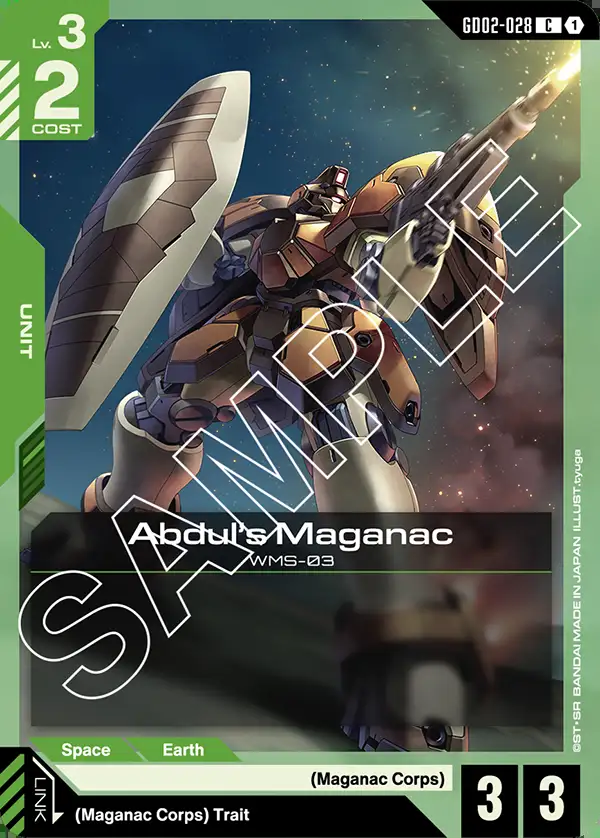 GD02-028 C 1
Lv. 3
2
COST
UNIT
SAMPLE
Abdul's Maganac
WMS-03
©ST・SR BANDAI MADE IN JAPAN ILLUST.ryuga
Space Earth
(Maganac Corps)
LINK
(Maganac Corps) Trait
3 3